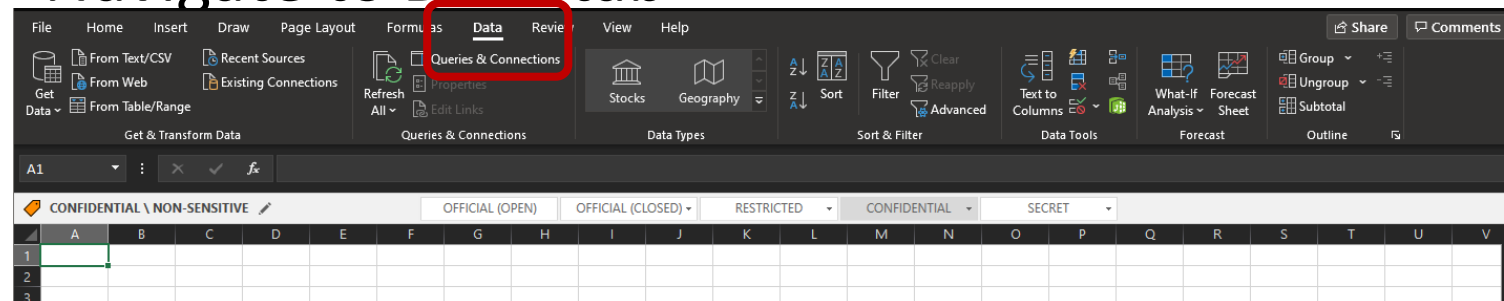 Navigate to Data
File Home Insert Draw Page Layout Formulas Data Review View Help Share Comments
From Text/CSV Recent Sources Queries & Connections Clear Group
From Web Existing Connections Properties Reapply Ungroup
From Table/Range Edit Links Advanced Subtotal
Get Data Refresh All Stocks Geography Sort Filter Text to Columns What-If Analysis Forecast Sheet
Get & Transform Data Queries & Connections Data Types Sort & Filter Data Tools Forecast Outline
A1 fx
CONFIDENTIAL \ NON-SENSITIVE OFFICIAL (OPEN) OFFICIAL (CLOSED) RESTRICTED CONFIDENTIAL SECRET
A B C D E F G H I J K L M N O P Q R S T U V
1
2
3